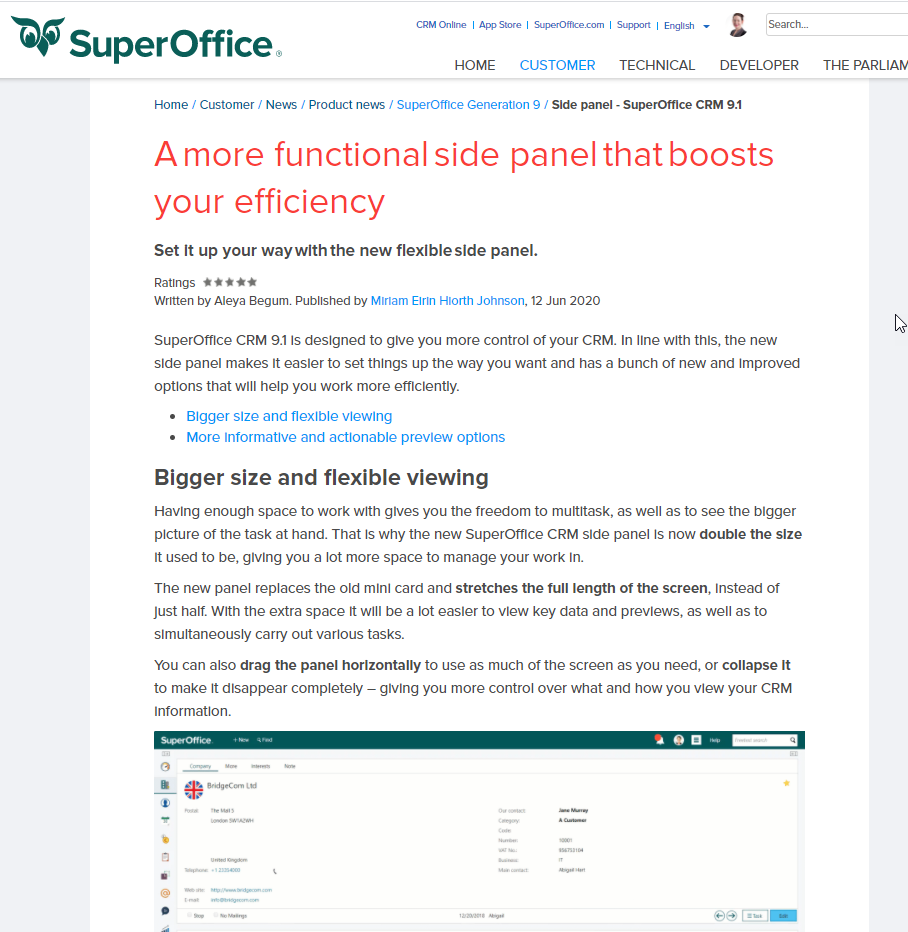 SuperOffice®
CRM Online | App Store | SuperOffice.com | Support | English
Search...
HOME CUSTOMER TECHNICAL DEVELOPER THE PARLIAM
Home / Customer / News / Product news / SuperOffice Generation 9 / Side panel - SuperOffice CRM 9.1
A more functional side panel that boosts
your efficiency
Set it up your way with the new flexible side panel.
Ratings
Written by Aleya Begum. Published by Miriam Eirin Hiorth Johnson, 12 Jun 2020
SuperOffice CRM 9.1 is designed to give you more control of your CRM. In line with this, the new
side panel makes it easier to set things up the way you want and has a bunch of new and improved
options that will help you work more efficiently.
• Bigger size and flexible viewing
• More informative and actionable preview options
Bigger size and flexible viewing
Having enough space to work with gives you the freedom to multitask, as well as to see the bigger
picture of the task at hand. That is why the new SuperOffice CRM side panel is now double the size
it used to be, giving you a lot more space to manage your work in.
The new panel replaces the old mini card and stretches the full length of the screen, instead of
just half. With the extra space it will be a lot easier to view key data and previews, as well as to
simultaneously carry out various tasks.
You can also drag the panel horizontally to use as much of the screen as you need, or collapse it
to make it disappear completely – giving you more control over what and how you view your CRM
information.
SuperOffice. + New Find Help
Company More Interests Note
BridgeCom Ltd
Postal: The Mall 5 Our contact: Jane Murray
London SW1A2WH Category: A Customer
Code:
Number: 10001
VAT No.: 956753104
United Kingdom Business: IT
Telephone: Main contact: Abigail Hart
Web site: http://www.bridgecom.com
E-mail: info@bridgecom.com
Stop No Mailings 12/20/2018 Abigail Task Edit